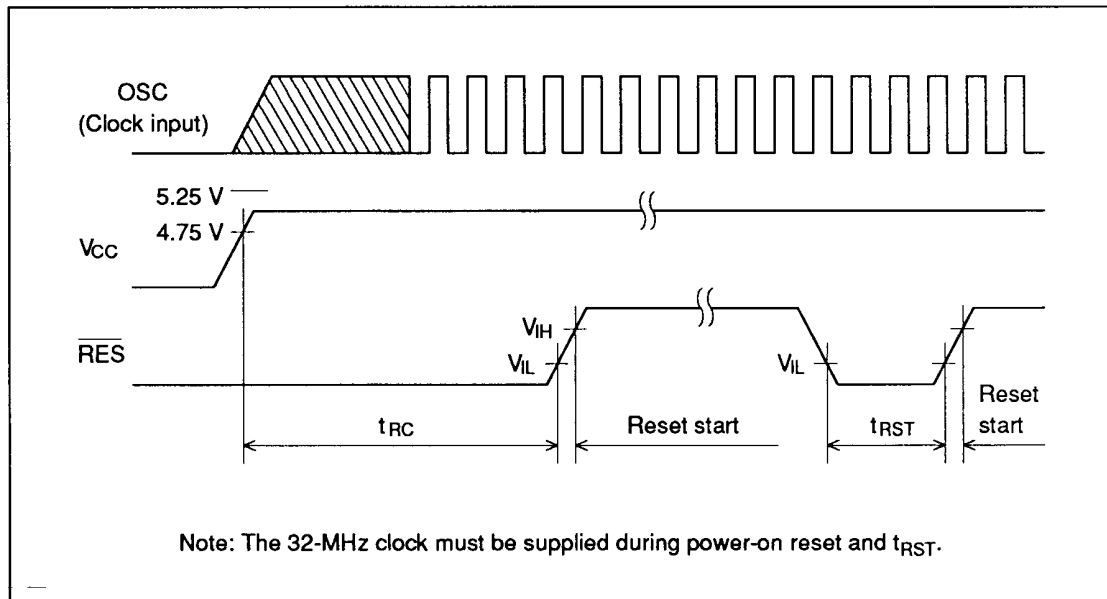 OSC
(Clock input)
5.25 V
4.75 V
VCC
VIH
VIL
RES
VIL
Reset
start
tRC
Reset start
tRST
Note: The 32-MHz clock must be supplied during power-on reset and tRST.